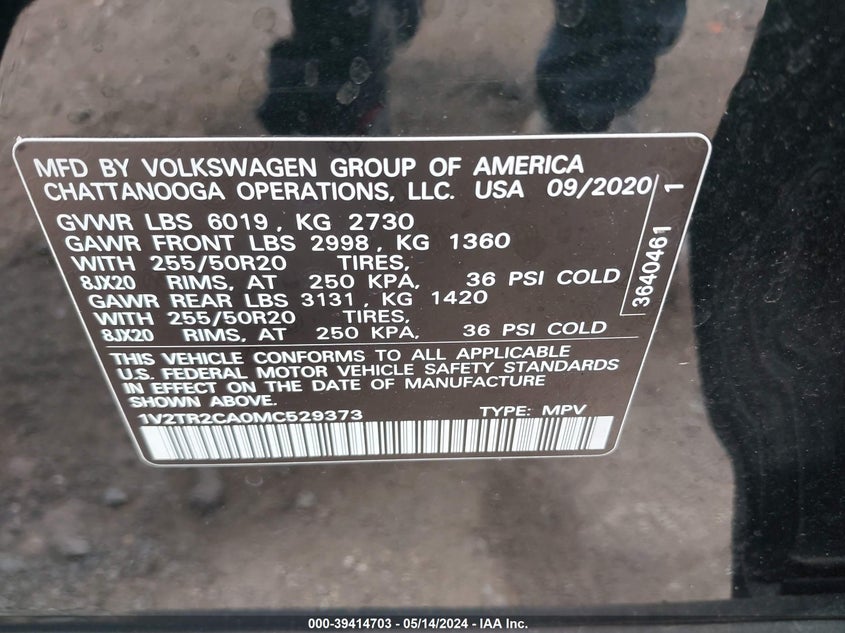 MFD BY VOLKSWAGEN GROUP OF AMERICA
CHATTANOOGA OPERATIONS, LLC. USA 09/2020
GVWR LBS 6019, KG 2730
GAWR FRONT LBS 2998, KG 1360
WITH 255/50R20 TIRES,
8JX20 RIMS, AT 250 KPA, 36 PSI COLD
GAWR REAR LBS 3131, KG 1420
WITH 255/50R20 TIRES,
8JX20 RIMS, AT 250 KPA, 36 PSI COLD
THIS VEHICLE CONFORMS TO ALL APPLICABLE
U.S. FEDERAL MOTOR VEHICLE SAFETY STANDARDS
IN EFFECT ON THE DATE OF MANUFACTURE
SHOWN ABOVE.
1V2TR2CA0MC529373 TYPE: MPV
3640461 1
000-39414703 - 05/14/2024 - IAA Inc.